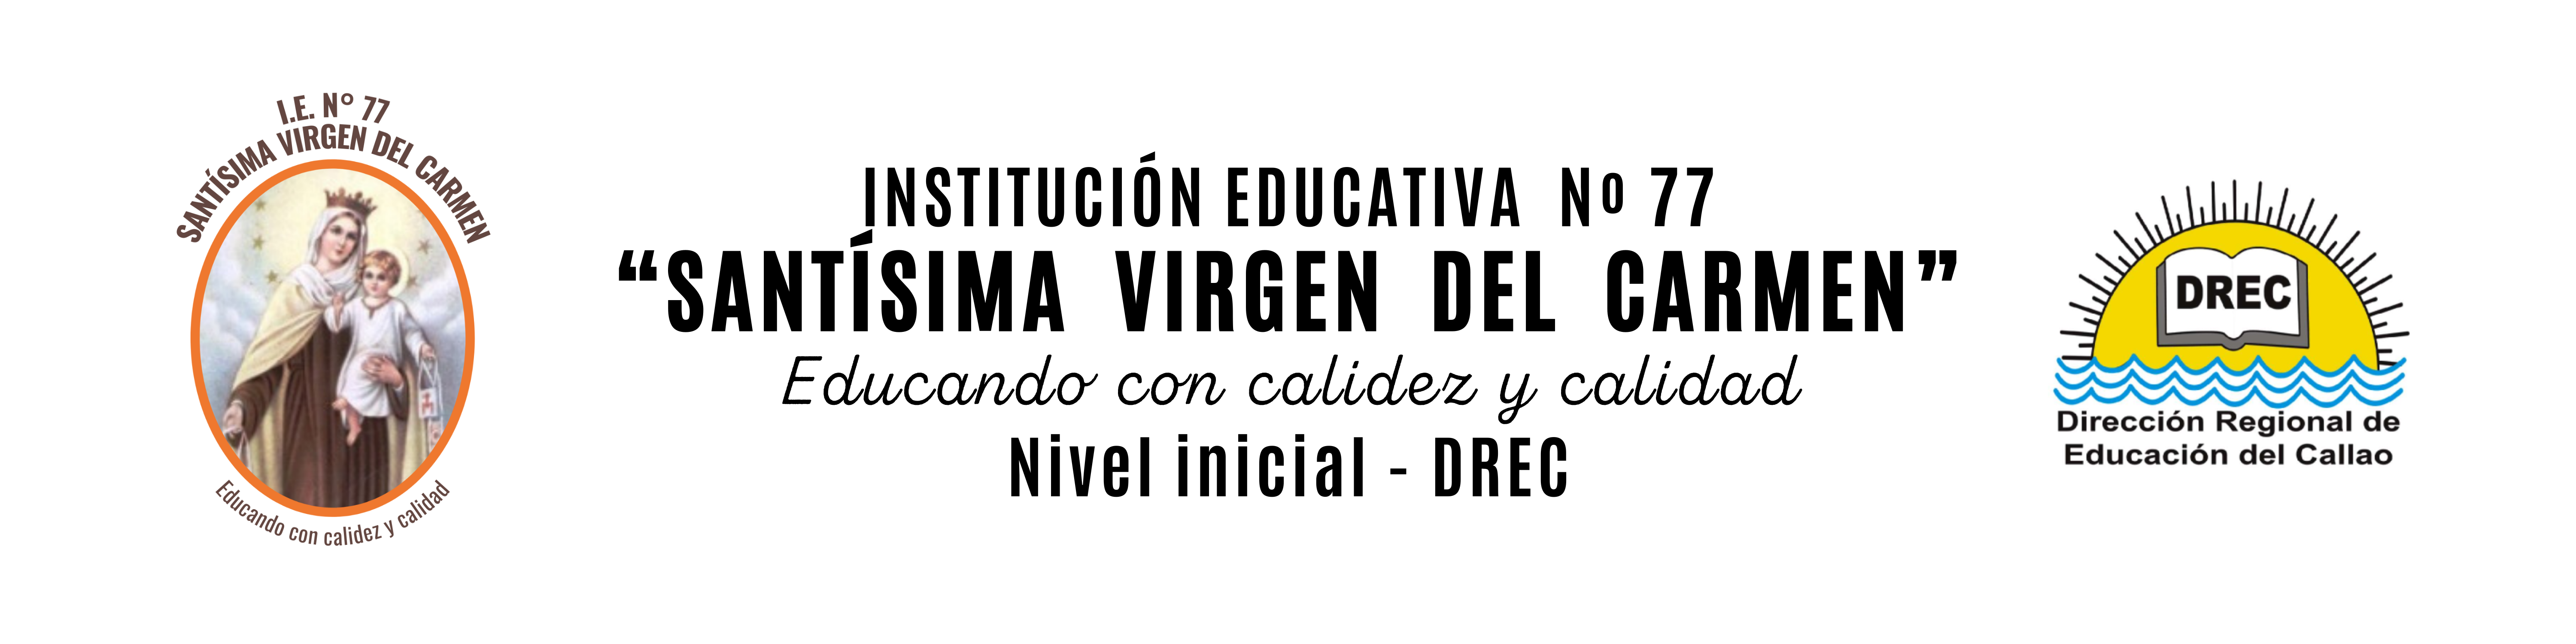 I.E. N° 77
SANTÍSIMA VIRGEN DEL CARMEN
Educando con calidez y calidad
INSTITUCIÓN EDUCATIVA Nº 77
“SANTÍSIMA VIRGEN DEL CARMEN”
Educando con calidez y calidad
Nivel inicial - DREC
DREC
Dirección Regional de
Educación del Callao